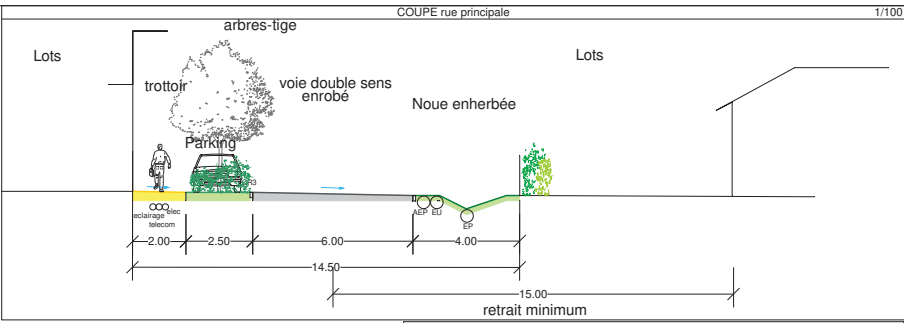 COUPE rue principale
1/100
arbres-tige
Lots
Lots
trottoir
voie double sens
enrobé
Noue enherbée
Parking
eclairage
elec
telecom
AEP
EU
EP
2.00
2.50
6.00
4.00
14.50
15.00
retrait minimum